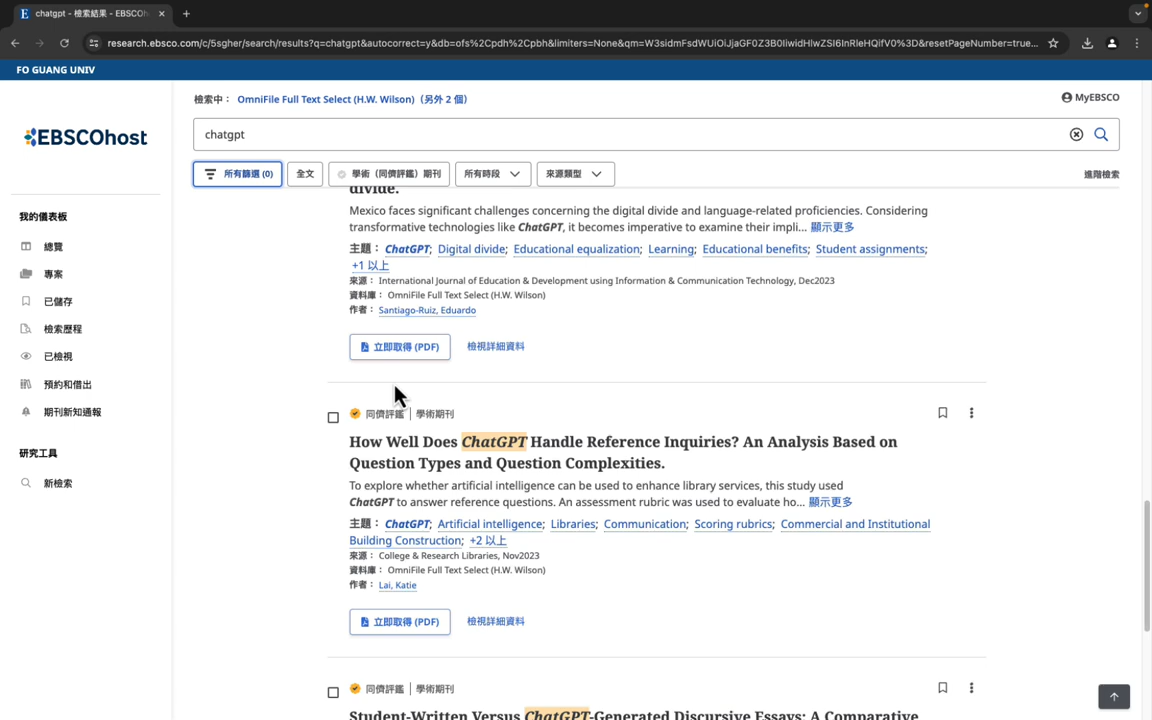 chatgpt - 檢索結果 - EBSCOh
research.ebsco.com/c/5sgher/search/results?q=chatgpt&autocorrect=y&db=ofs%2Cpdh%2Cpbh&limiters=None&qm=W3sidmFsdWUiOiJjaGF0Z3B0IiwidHlwZSI6InRleHQifV0%3D&resetPageNumber=true...
FO GUANG UNIV
檢索中： OmniFile Full Text Select (H.W. Wilson)（另外 2 個）
MyEBSCO
EBSCOhost
chatgpt
所有篩選 (0)
全文
學術（同儕評鑑）期刊
所有時段
來源類型
進階檢索
我的儀表板
總覽
專案
已儲存
檢索歷程
已檢視
預約和借出
期刊新知通報
研究工具
新檢索
divide.
Mexico faces significant challenges concerning the digital divide and language-related proficiencies. Considering
transformative technologies like ChatGPT, it becomes imperative to examine their impli... 顯示更多
主題： ChatGPT; Digital divide; Educational equalization; Learning; Educational benefits; Student assignments;
+1 以上
來源： International Journal of Education & Development using Information & Communication Technology, Dec2023
資料庫： OmniFile Full Text Select (H.W. Wilson)
作者： Santiago-Ruiz, Eduardo
立即取得 (PDF)
檢視詳細資料
同儕評鑑 | 學術期刊
How Well Does ChatGPT Handle Reference Inquiries? An Analysis Based on
Question Types and Question Complexities.
To explore whether artificial intelligence can be used to enhance library services, this study used
ChatGPT to answer reference questions. An assessment rubric was used to evaluate ho... 顯示更多
主題： ChatGPT; Artificial intelligence; Libraries; Communication; Scoring rubrics; Commercial and Institutional
Building Construction; +2 以上
來源： College & Research Libraries, Nov2023
資料庫： OmniFile Full Text Select (H.W. Wilson)
作者： Lai, Katie
立即取得 (PDF)
檢視詳細資料
同儕評鑑 | 學術期刊
Student-Written Versus ChatGPT-Generated Discursive Essays: A Comparative